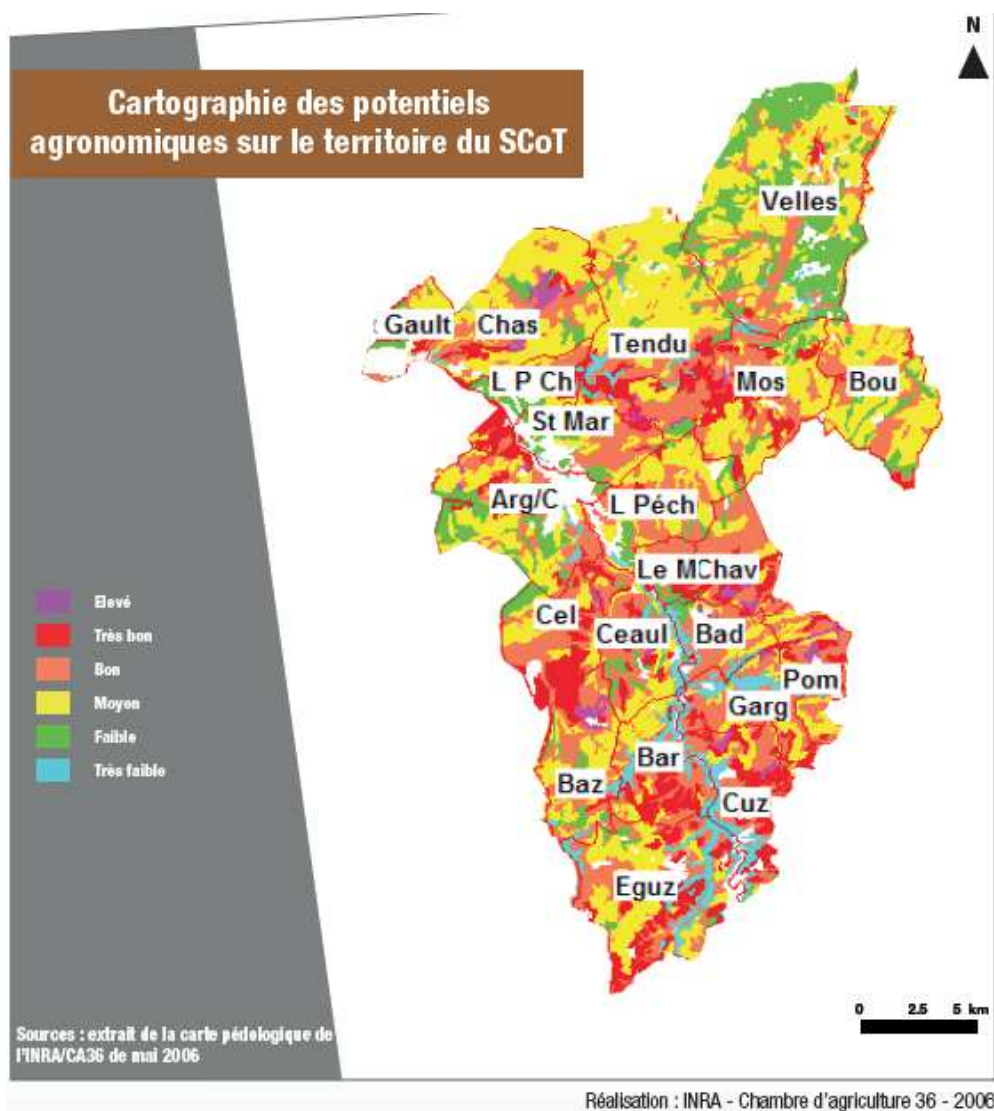 N
Cartographie des potentiels
agronomiques sur le territoire du SCoT
Velles
Gault
Chas
Tendu
L P Ch
Mos
Bou
St Mar
Arg/C
L Péch
Le MChav
Cel
Ceaul
Bad
Pom
Garg
Bar
Baz
Cuz
Eguz
Elevé
Très bon
Bon
Moyen
Faible
Très faible
0 2.5 5 km
Sources : extrait de la carte pédologique de
l'INRA/CA36 de mai 2006
Réalisation : INRA - Chambre d'agriculture 36 - 2006